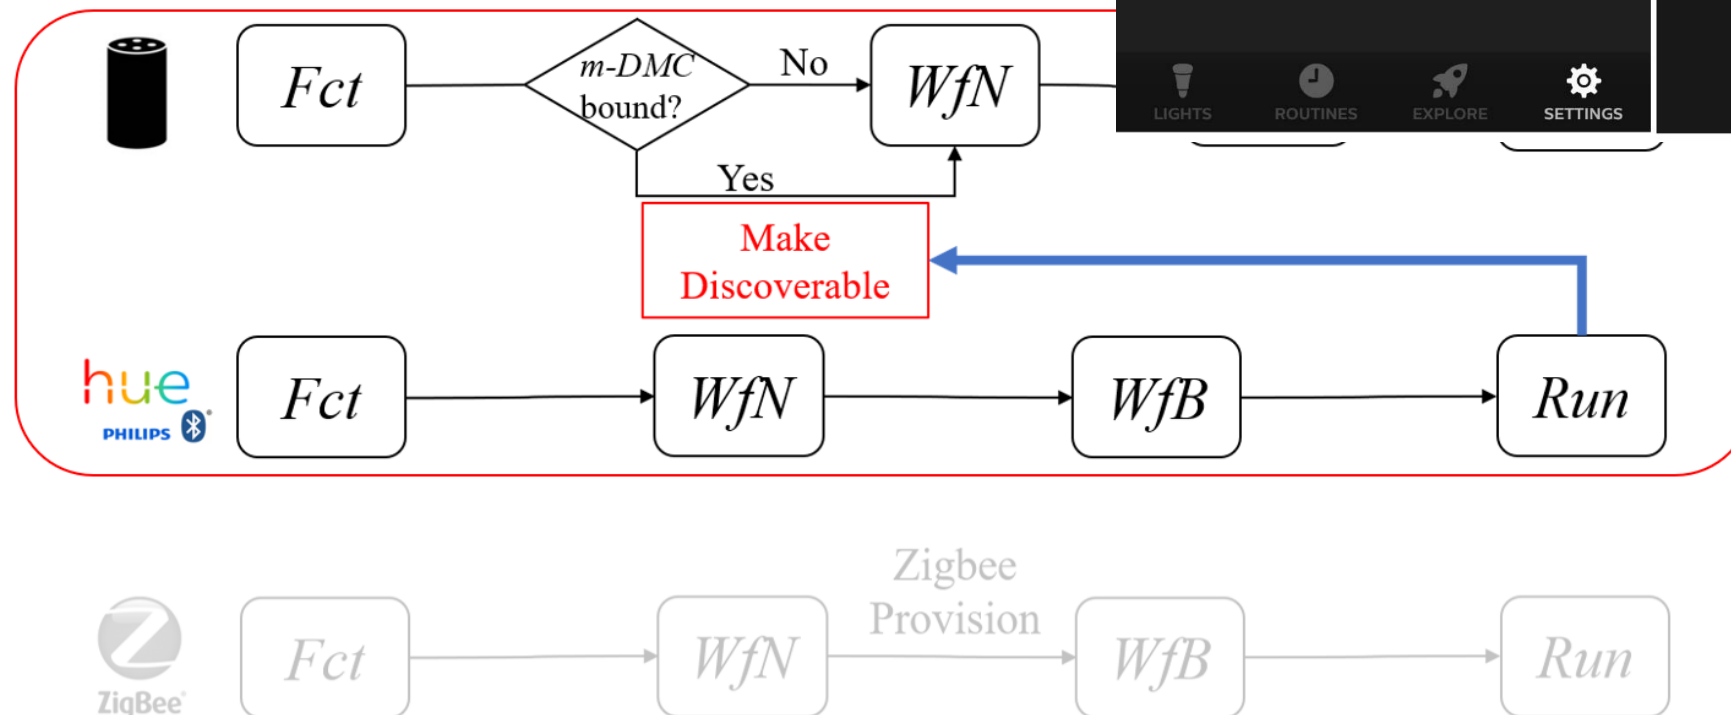 Fct
m-DMC
bound?
No
WfN
Yes
LIGHTS
ROUTINES
EXPLORE
SETTINGS
Make
Discoverable
hue
PHILIPS
Fct
WfN
WfB
Run
Zigbee
Provision
ZigBee
Fct
WfN
WfB
Run